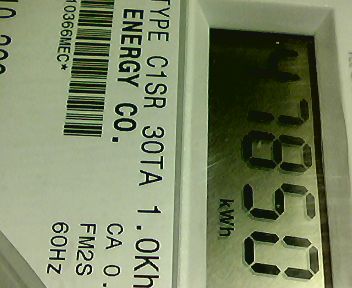 47850
kWh
TYPE C1SR 30TA 1.0Kh
ENERGY CO. CA 0.
FM2S
10366MEC* 60Hz